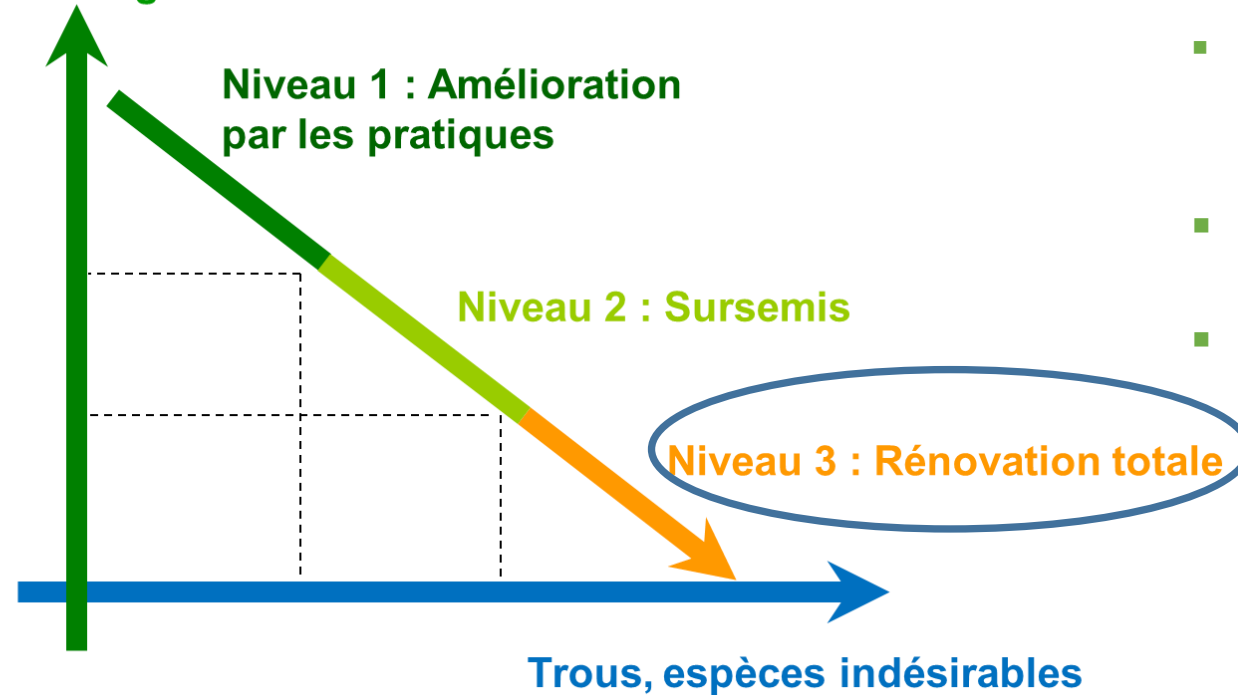 Niveau 1 : Amélioration
par les pratiques
Niveau 2 : Sursemis
Niveau 3 : Rénovation totale
Trous, espèces indésirables